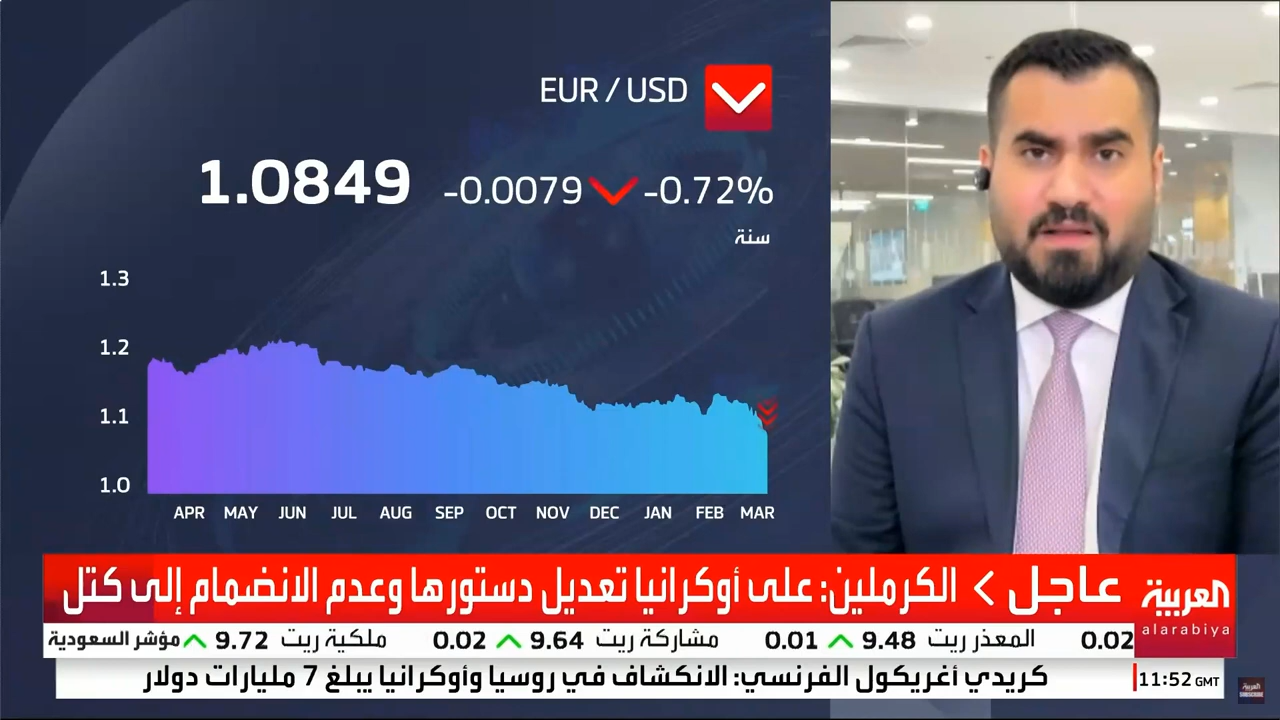 EUR / USD
1.0849 -0.0079 -0.72%
سنة
1.3
1.2
1.1
1.0
APR MAY JUN JUL AUG SEP OCT NOV DEC JAN FEB MAR
عاجل > الكرملين: على أوكرانيا تعديل دستورها وعدم الانضمام إلى كتل
العربية
alarabiya
0.02 المعذر ريت 9.48 0.01 مشاركة ريت 9.64 0.02 ملكية ريت 9.72 مؤشر السعودية
كريدي أغريكول الفرنسي: الانكشاف في روسيا وأوكرانيا يبلغ 7 مليارات دولار
11:52 GMT
العربية
SUBSCRIBE